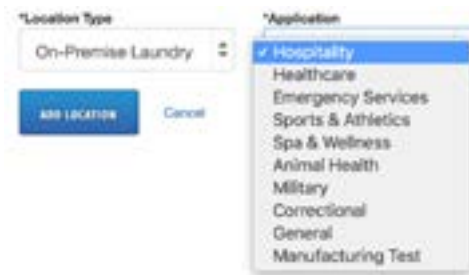 *Location Type
*Application
On-Premise Laundry
Hospitality
Healthcare
Emergency Services
Sports & Athletics
Spa & Wellness
Animal Health
Military
Correctional
General
Manufacturing Test
ADD LOCATION
Cancel